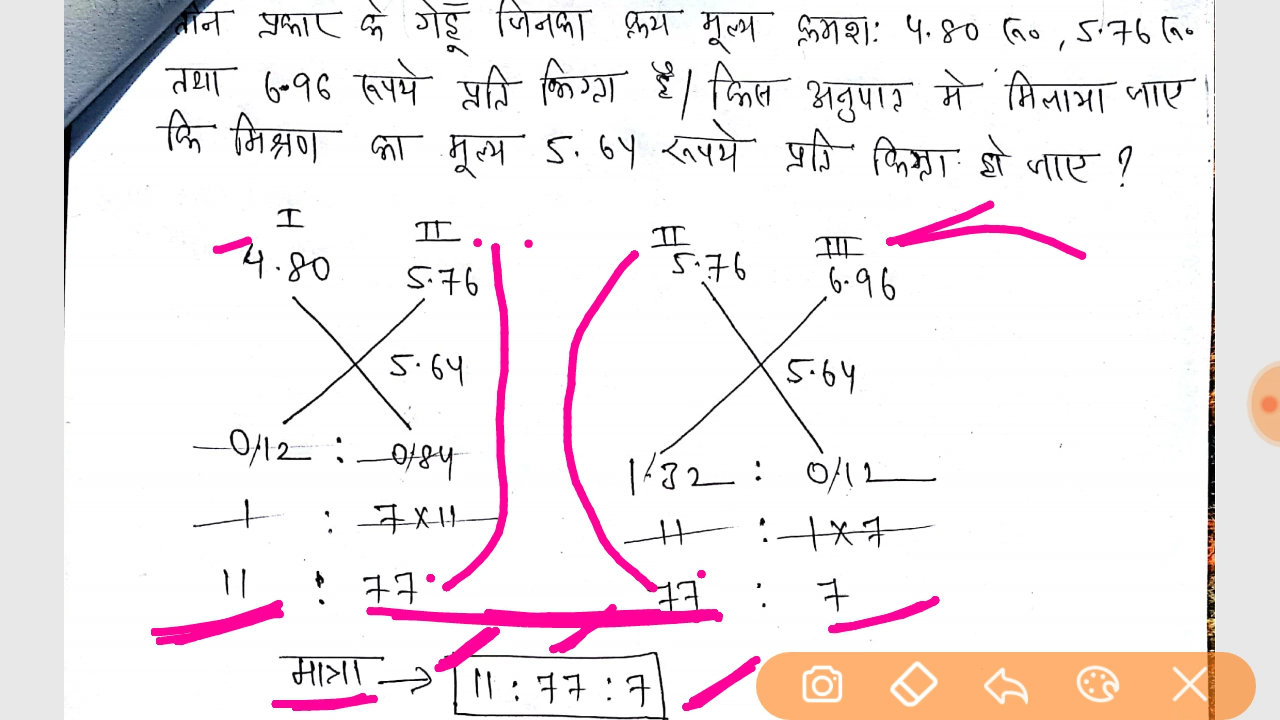 तीन प्रकार के गेहूँ जिनका क्रय मूल्य क्रमश: 4.80 रु०, 5.76 रु०
तथा 6.96 रूपये प्रति किग्रा है। किस अनुपात मे मिलाया जाए
कि मिश्रण का मूल्य 5.64 रूपये प्रति किग्रा हो जाए ?
I II II III
4.80 5.76 5.76 6.96
5.64 5.64
0.12 : 0.84 1.32 : 0.12
1 : 7×11 11 : 1×7
11 : 77 77 : 7
मात्रा → 11 : 77 : 7